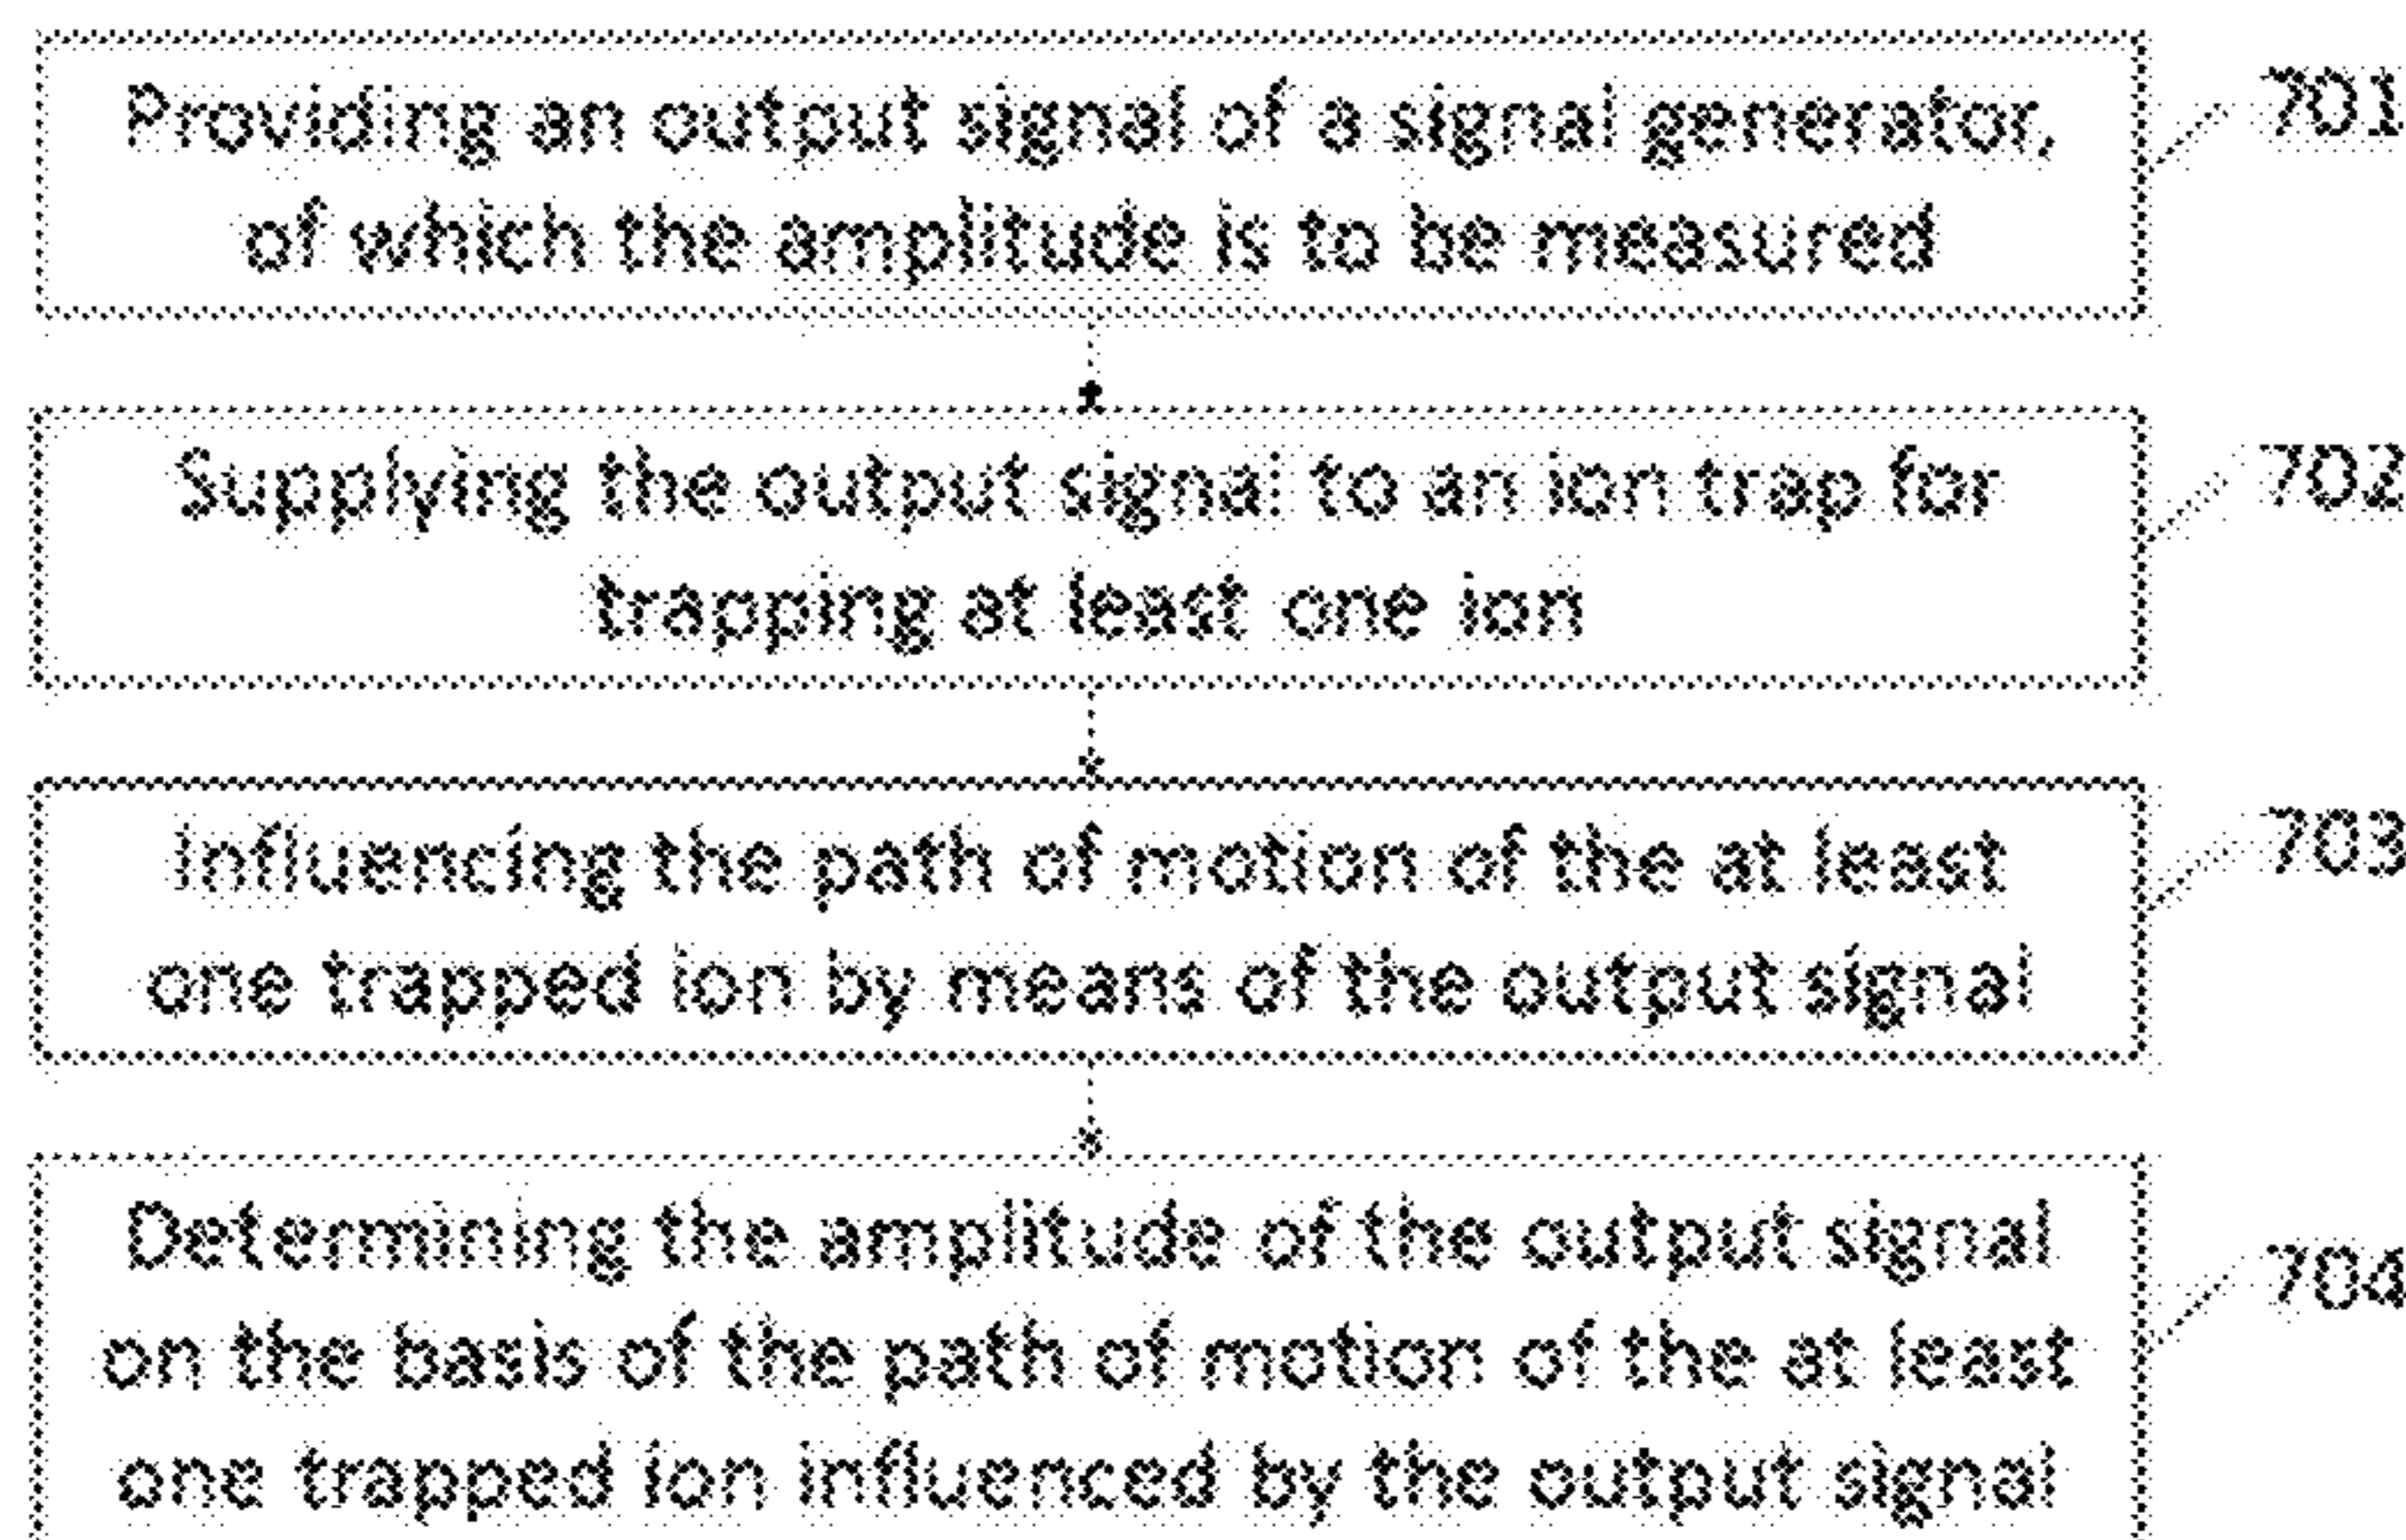 Providing an output signal of a signal generator,
701
of which the amplitude is to be measured
Supplying the output signal to an ion trap for
702
trapping at least one ion
Influencing the path of motion of the at least
703
one trapped ion by means of the output signal
Determining the amplitude of the output signal
704
on the basis of the path of motion of the at least
one trapped ion influenced by the output signal